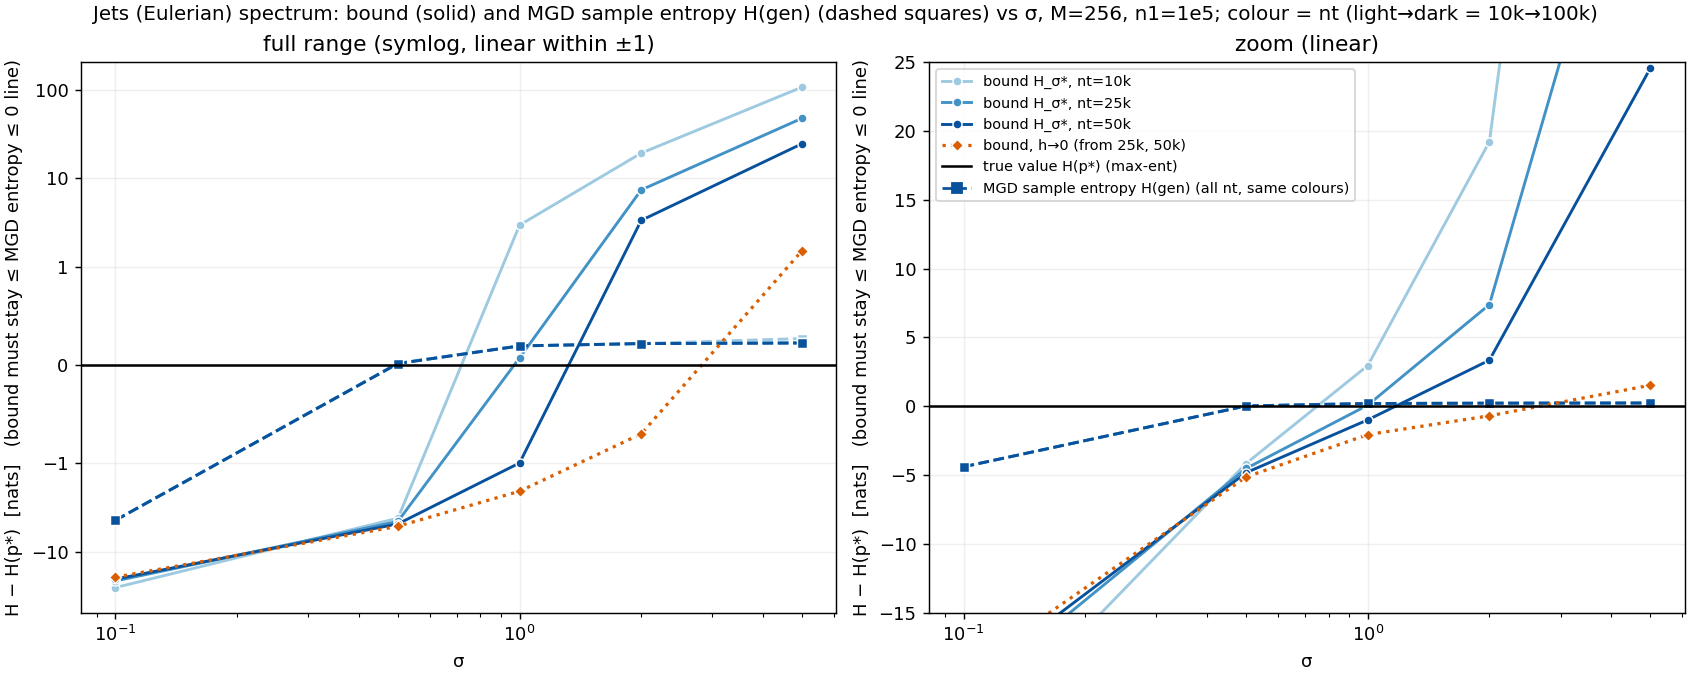 Jets (Eulerian) spectrum: bound (solid) and MGD sample entropy H(gen) (dashed squares) vs σ, M=256, n1=1e5; colour = nt (light→dark = 10k→100k)
full range (symlog, linear within ±1)
H − H(p*) [nats] (bound must stay ≤ MGD entropy ≤ 0 line)
100
10
1
0
−1
−10
10⁻¹
10⁰
σ
zoom (linear)
H − H(p*) [nats] (bound must stay ≤ MGD entropy ≤ 0 line)
25
20
15
10
5
0
−5
−10
−15
bound H_σ*, nt=10k
bound H_σ*, nt=25k
bound H_σ*, nt=50k
bound, h→0 (from 25k, 50k)
true value H(p*) (max-ent)
MGD sample entropy H(gen) (all nt, same colours)
10⁻¹
10⁰
σ